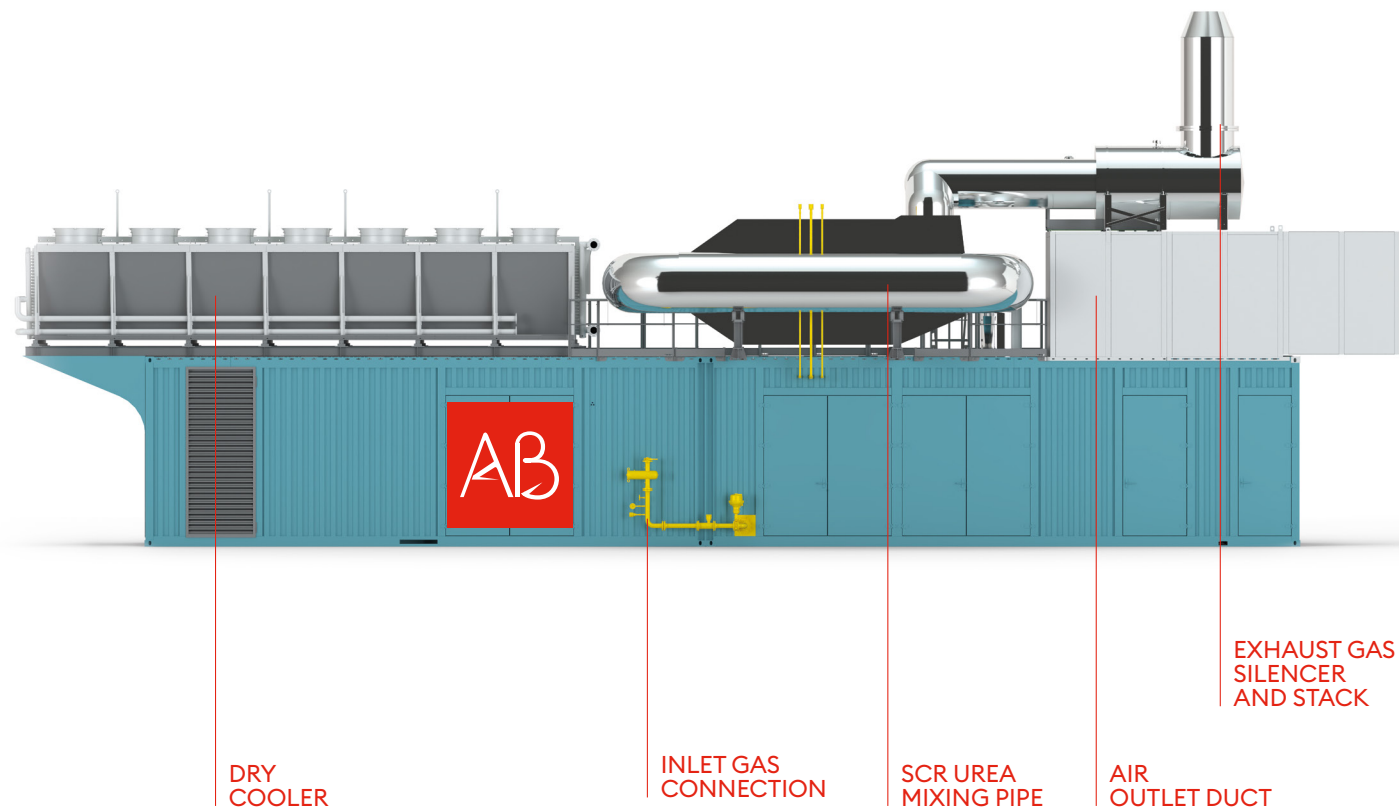 AB
EXHAUST GAS
SILENCER
AND STACK
DRY
COOLER
INLET GAS
CONNECTION
SCR UREA
MIXING PIPE
AIR
OUTLET DUCT